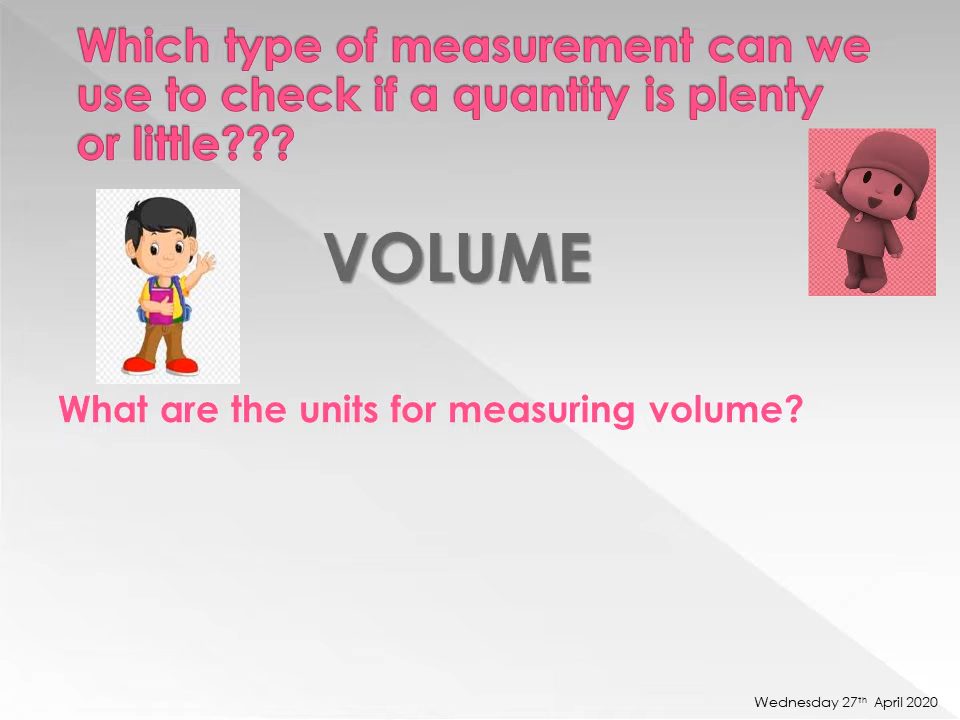 Which type of measurement can we
use to check if a quantity is plenty
or little???
VOLUME
What are the units for measuring volume?
Wednesday 27th April 2020